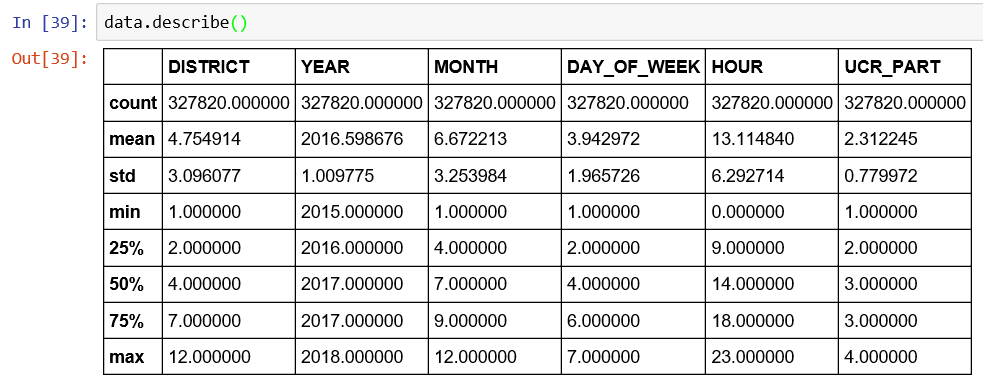 In [39]: data.describe()
Out[39]:
DISTRICT YEAR MONTH DAY_OF_WEEK HOUR UCR_PART
count 327820.000000 327820.000000 327820.000000 327820.000000 327820.000000 327820.000000
mean 4.754914 2016.598676 6.672213 3.942972 13.114840 2.312245
std 3.096077 1.009775 3.253984 1.965726 6.292714 0.779972
min 1.000000 2015.000000 1.000000 1.000000 0.000000 1.000000
25% 2.000000 2016.000000 4.000000 2.000000 9.000000 2.000000
50% 4.000000 2017.000000 7.000000 4.000000 14.000000 3.000000
75% 7.000000 2017.000000 9.000000 6.000000 18.000000 3.000000
max 12.000000 2018.000000 12.000000 7.000000 23.000000 4.000000